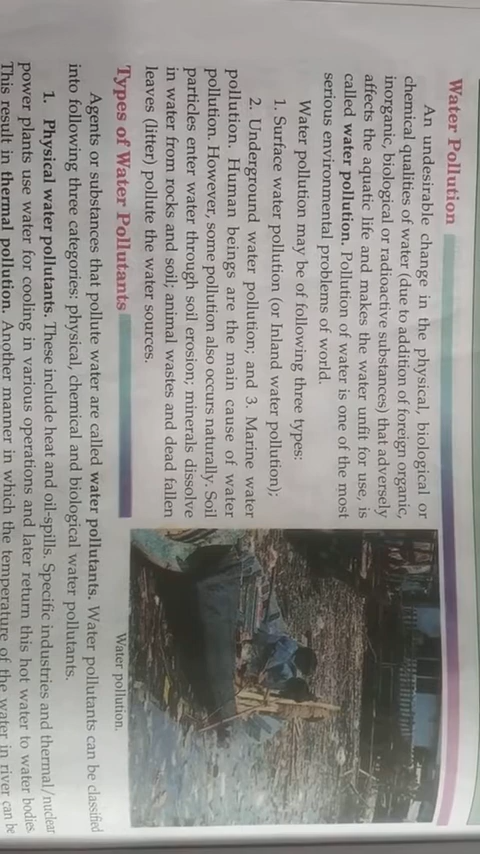 Water Pollution
An undesirable change in the physical, biological or
chemical qualities of water (due to addition of foreign organic,
inorganic, biological or radioactive substances) that adversely
affects the aquatic life and makes the water unfit for use, is
called water pollution. Pollution of water is one of the most
serious environmental problems of world.
Water pollution may be of following three types:
1. Surface water pollution (or Inland water pollution);
2. Underground water pollution; and 3. Marine water
pollution. Human beings are the main cause of water
pollution. However, some pollution also occurs naturally. Soil
particles enter water through soil erosion; minerals dissolve
in water from rocks and soil; animal wastes and dead fallen
leaves (litter) pollute the water sources.
Water pollution.
Types of Water Pollutants
Agents or substances that pollute water are called water pollutants. Water pollutants can be classified
into following three categories: physical, chemical and biological water pollutants.
1. Physical water pollutants. These include heat and oil-spills. Specific industries and thermal/nuclear
power plants use water for cooling in various operations and later return this hot water to water bodies.
This result in thermal pollution. Another manner in which the temperature of the water in river can be